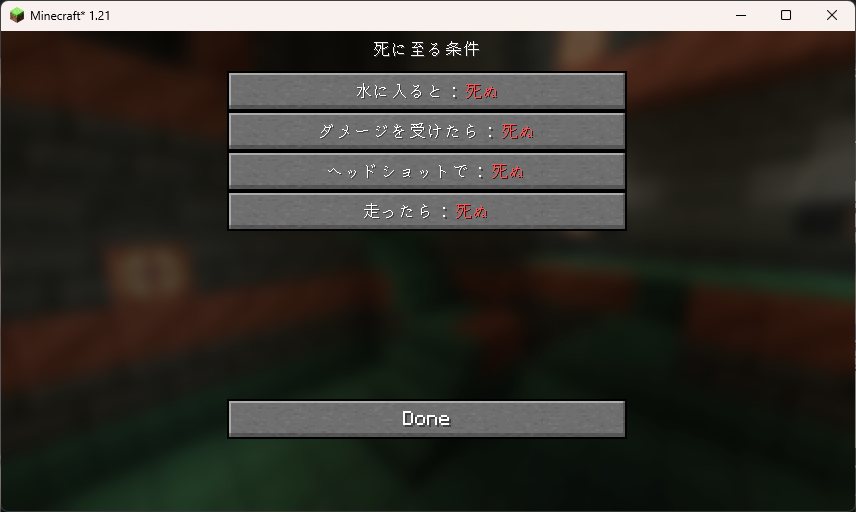 Minecraft* 1.21
死に至る条件
水に入ると：死ぬ
ダメージを受けたら：死ぬ
ヘッドショットで：死ぬ
走ったら：死ぬ
Done